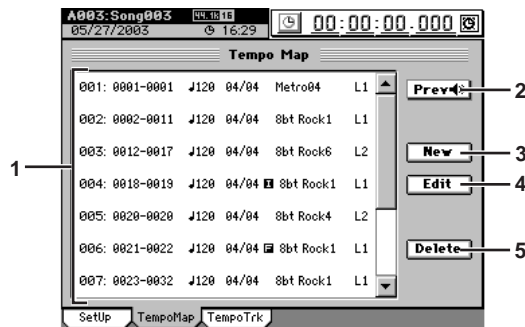 A003:Song003 44.1k 16 00:00:00.000
05/27/2003 16:29
Tempo Map
001: 0001-0001 ♩120 04/04 Metro04 L1
Prev
2
002: 0002-0011 ♩120 04/04 8bt Rock1 L1
003: 0012-0017 ♩120 04/04 8bt Rock6 L2
New
3
1
004: 0018-0019 ♩120 04/04 I 8bt Rock1 L1
Edit
4
005: 0020-0020 ♩120 04/04 8bt Rock4 L2
006: 0021-0022 ♩120 04/04 F 8bt Rock1 L1
Delete
5
007: 0023-0032 ♩120 04/04 8bt Rock1 L1
SetUp TempoMap TempoTrk